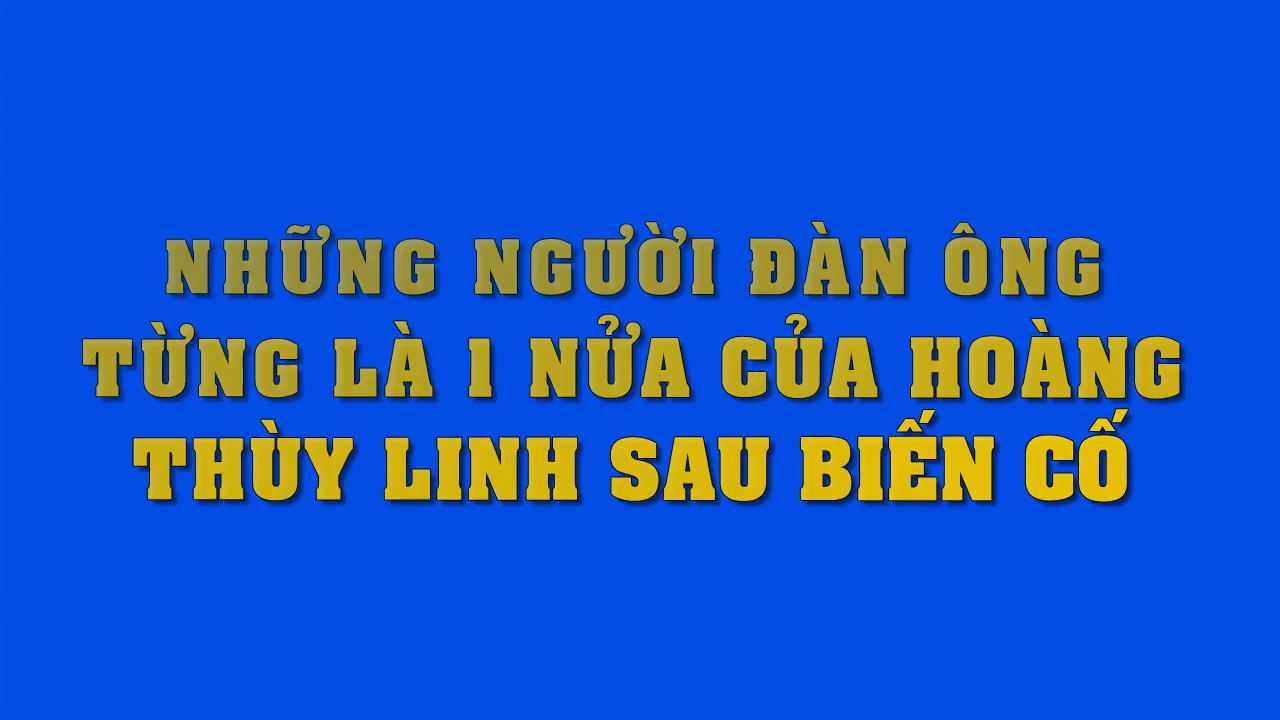 NHỮNG NGƯỜI ĐÀN ÔNG
TỪNG LÀ 1 NỬA CỦA HOÀNG
THÙY LINH SAU BIẾN CỐ